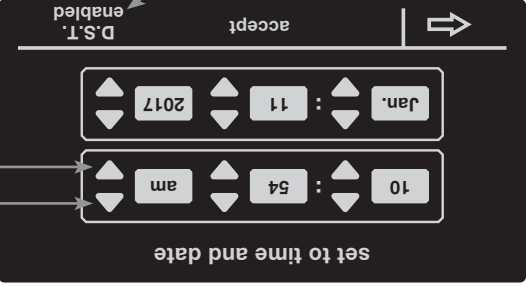 set to time and date
10 : 54 am
Jan. : 11 2017
accept
D.S.T.
enabled